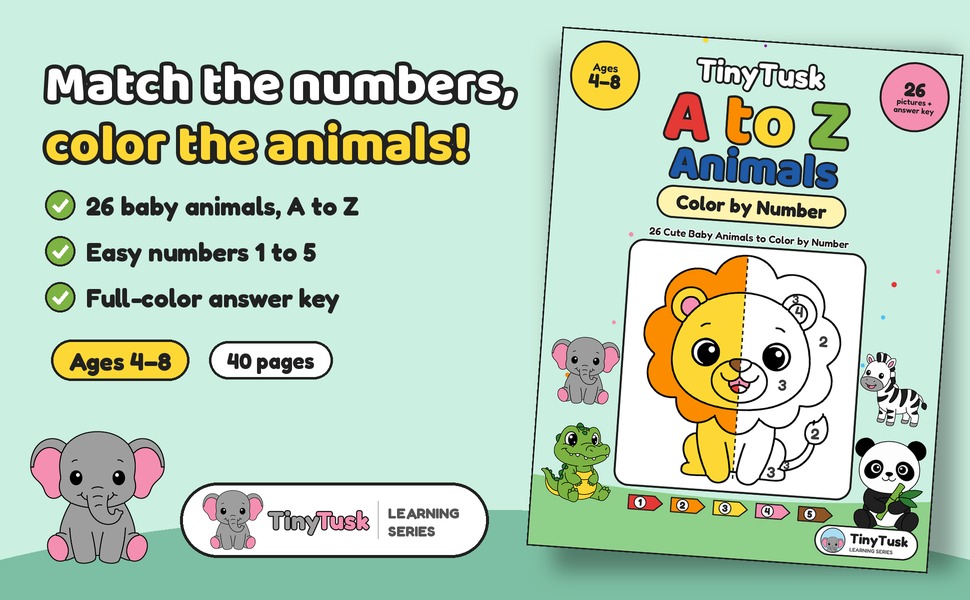 Match the numbers,
color the animals!
26 baby animals, A to Z
Easy numbers 1 to 5
Full-color answer key
Ages 4–8
40 pages
TinyTusk
LEARNING
SERIES
Ages
4–8
TinyTusk
26
pictures +
answer key
A to Z
Animals
Color by Number
26 Cute Baby Animals to Color by Number
3
4
2
3
2
3
3
1
2
3
4
5
TinyTusk
LEARNING SERIES